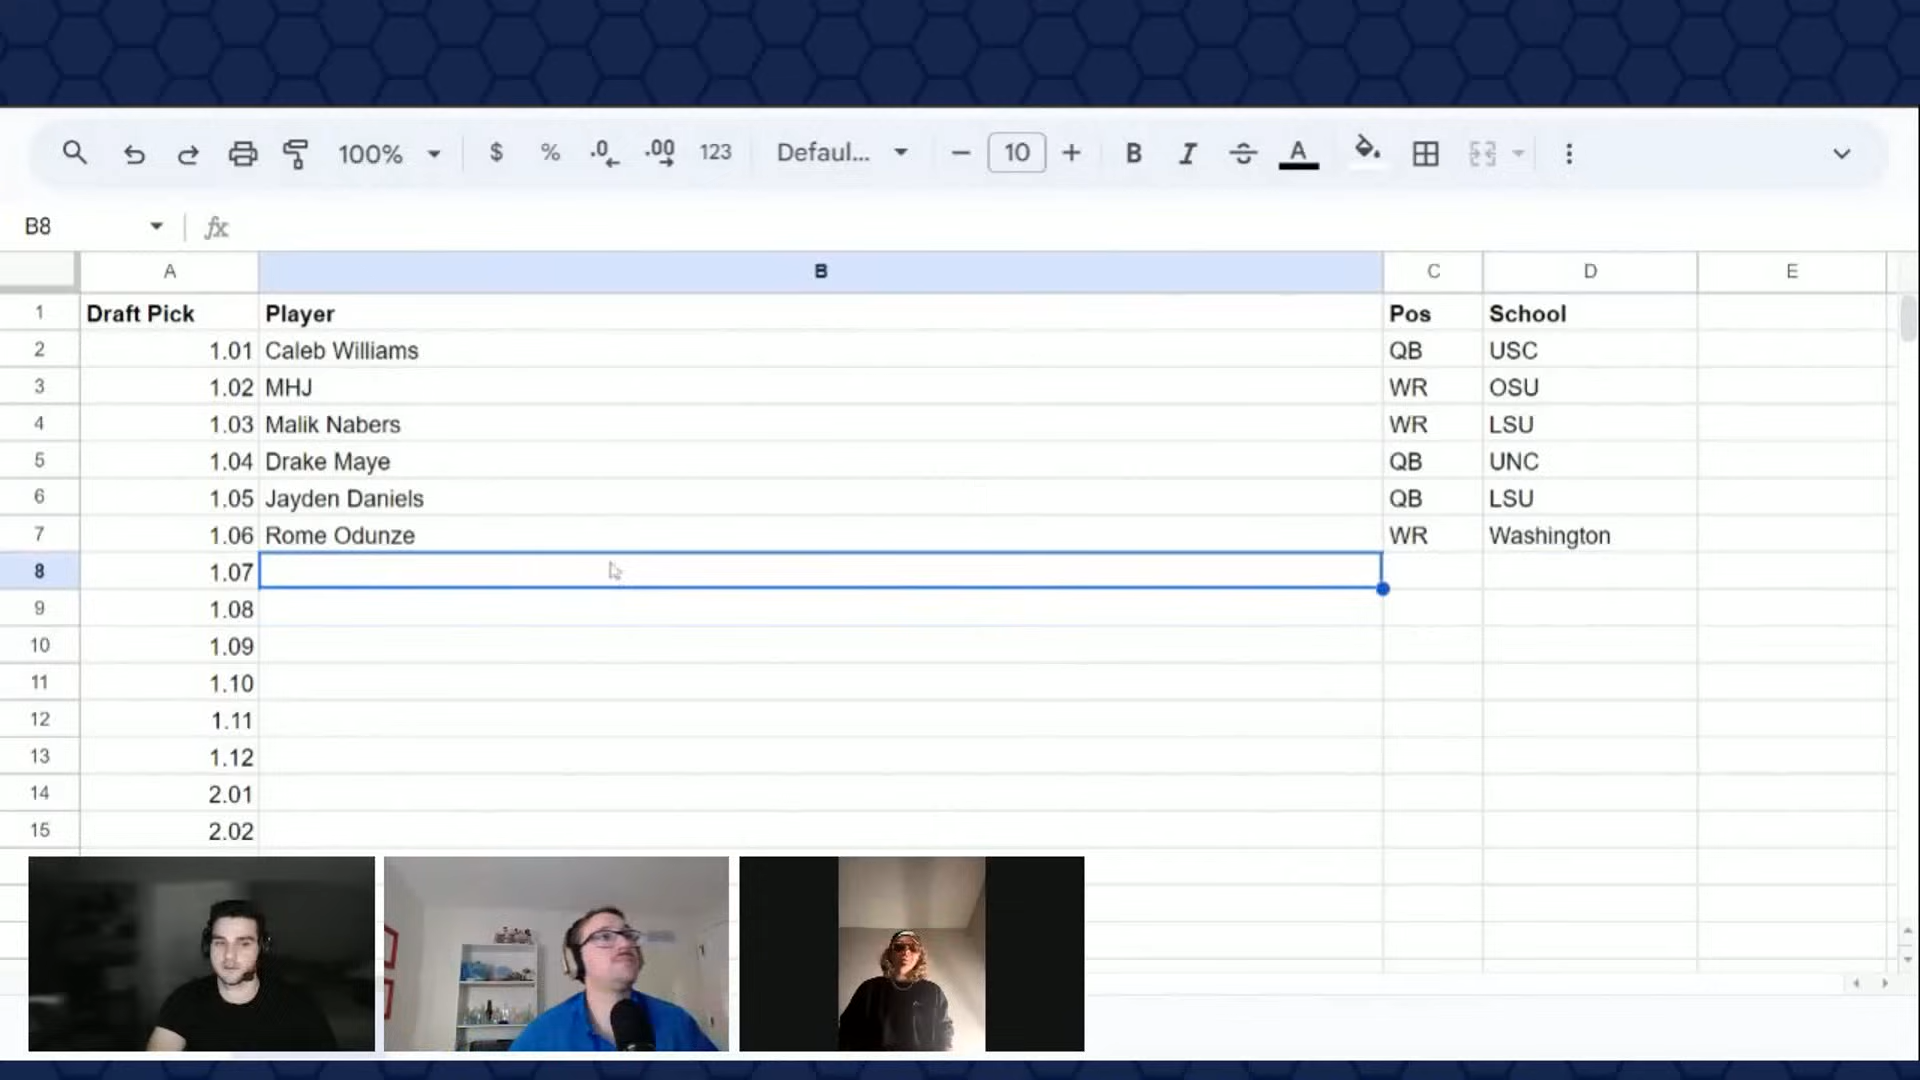 100% $ % .0 .00 123 Defaul... 10 B I A
B8 fx
A B C D E
1 Draft Pick Player Pos School
2 1.01 Caleb Williams QB USC
3 1.02 MHJ WR OSU
4 1.03 Malik Nabers WR LSU
5 1.04 Drake Maye QB UNC
6 1.05 Jayden Daniels QB LSU
7 1.06 Rome Odunze WR Washington
8 1.07
9 1.08
10 1.09
11 1.10
12 1.11
13 1.12
14 2.01
15 2.02